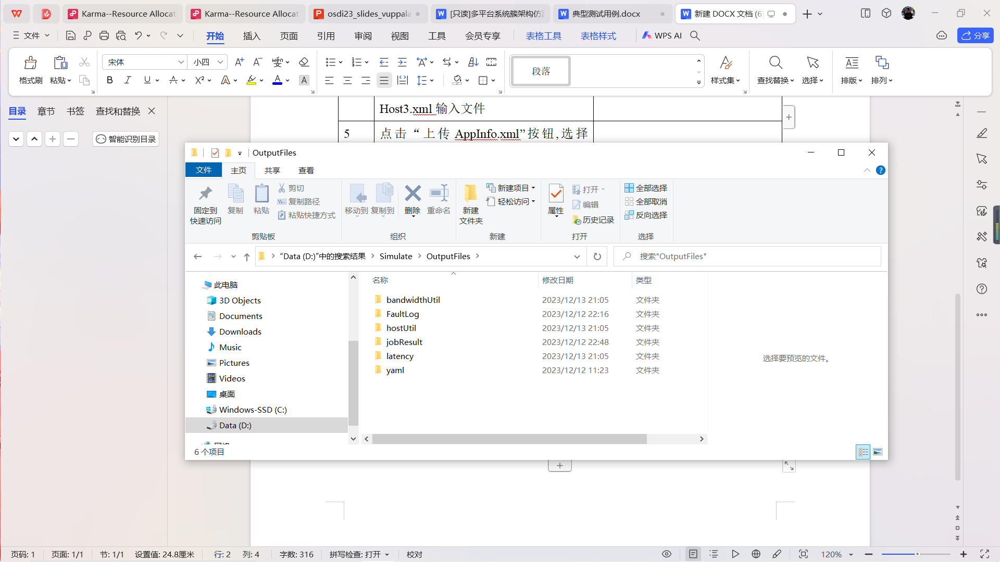 Karma--Resource Allocat
Karma--Resource Allocat
osdi23_slides_vuppala
[只读]多平台系统簇架构仿
典型测试用例.docx
新建 DOCX 文档 (6)
文件
开始
插入
页面
引用
审阅
视图
工具
会员专享
表格工具
表格样式
WPS AI
分享
格式刷
粘贴
宋体
小四
段落
样式集
查找替换
选择
排版
排列
目录
章节
书签
查找和替换
智能识别目录
Host3.xml 输入文件
5
点击“上传 AppInfo.xml”按钮,选择
OutputFiles
文件
主页
共享
查看
固定到
快速访问
复制
粘贴
剪切
复制路径
粘贴快捷方式
剪贴板
移动到
复制到
删除
重命名
组织
新建
文件夹
新建项目
轻松访问
新建
属性
打开
编辑
历史记录
打开
全部选择
全部取消
反向选择
选择
“Data (D:)”中的搜索结果
Simulate
OutputFiles
搜索"OutputFiles"
此电脑
3D Objects
Documents
Downloads
Music
Pictures
Videos
桌面
Windows-SSD (C:)
Data (D:)
名称 修改日期 类型
bandwidthUtil 2023/12/13 21:05 文件夹
FaultLog 2023/12/12 22:16 文件夹
hostUtil 2023/12/13 21:05 文件夹
jobResult 2023/12/12 22:48 文件夹
latency 2023/12/13 21:05 文件夹
yaml 2023/12/12 11:23 文件夹
选择要预览的文件。
6 个项目
页码: 1
页面: 1/1
节: 1/1
设置值: 24.8厘米
行: 2
列: 4
字数: 316
拼写检查: 打开
校对
120%